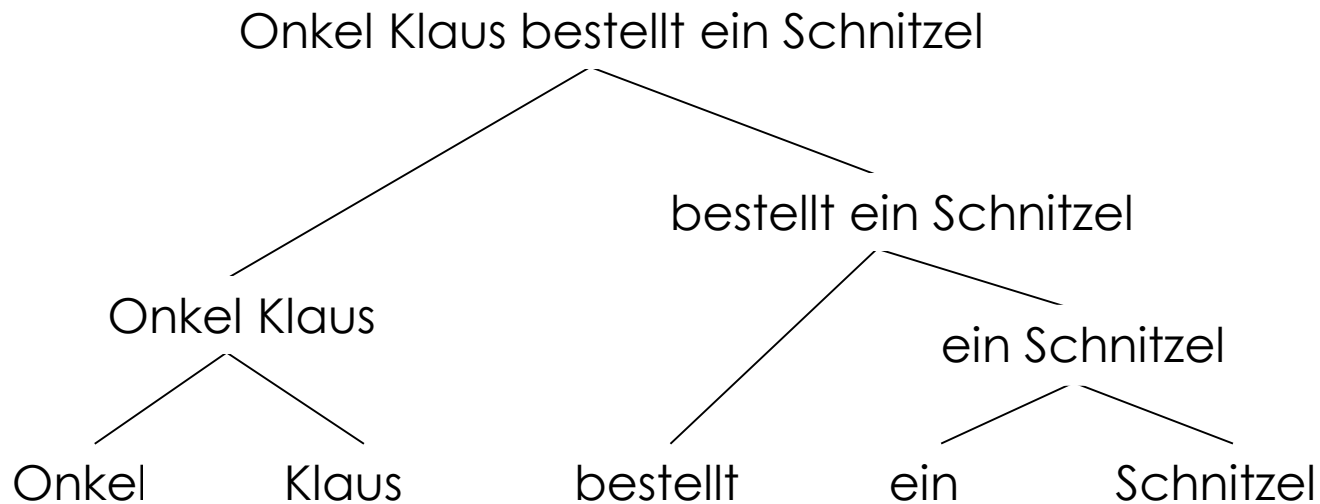 Onkel Klaus bestellt ein Schnitzel
bestellt ein Schnitzel
Onkel Klaus
ein Schnitzel
Onkel Klaus bestellt ein Schnitzel